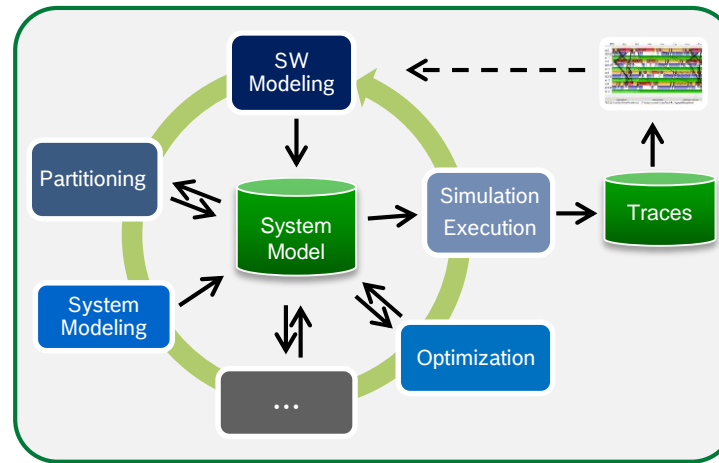 SW
Modeling
Partitioning
System
Model
Simulation
Execution
Traces
System
Modeling
Optimization
...